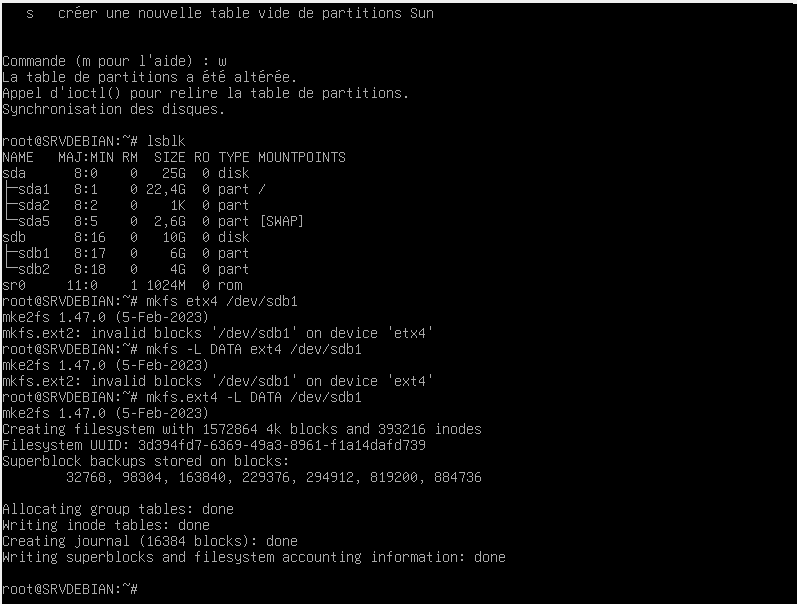 s   créer une nouvelle table vide de partitions Sun
Commande (m pour l'aide) : w
La table de partitions a été altérée.
Appel d'ioctl() pour relire la table de partitions.
Synchronisation des disques.
root@SRVDEBIAN:~# lsblk
NAME   MAJ:MIN RM  SIZE RO TYPE MOUNTPOINTS
sda      8:0    0   25G  0 disk
├─sda1   8:1    0 22,4G  0 part /
├─sda2   8:2    0    1K  0 part
└─sda5   8:5    0  2,6G  0 part [SWAP]
sdb      8:16   0   10G  0 disk
├─sdb1   8:17   0    6G  0 part
└─sdb2   8:18   0    4G  0 part
sr0     11:0    1 1024M  0 rom
root@SRVDEBIAN:~# mkfs etx4 /dev/sdb1
mke2fs 1.47.0 (5-Feb-2023)
mkfs.ext2: invalid blocks '/dev/sdb1' on device 'etx4'
root@SRVDEBIAN:~# mkfs -L DATA ext4 /dev/sdb1
mke2fs 1.47.0 (5-Feb-2023)
mkfs.ext2: invalid blocks '/dev/sdb1' on device 'ext4'
root@SRVDEBIAN:~# mkfs.ext4 -L DATA /dev/sdb1
mke2fs 1.47.0 (5-Feb-2023)
Creating filesystem with 1572864 4k blocks and 393216 inodes
Filesystem UUID: 3d394fd7-6369-49a3-8961-f1a14dafd739
Superblock backups stored on blocks:
        32768, 98304, 163840, 229376, 294912, 819200, 884736
Allocating group tables: done
Writing inode tables: done
Creating journal (16384 blocks): done
Writing superblocks and filesystem accounting information: done
root@SRVDEBIAN:~#